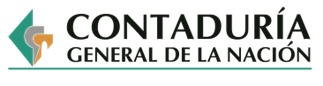 CONTADURÍA
GENERAL DE LA NACIÓN